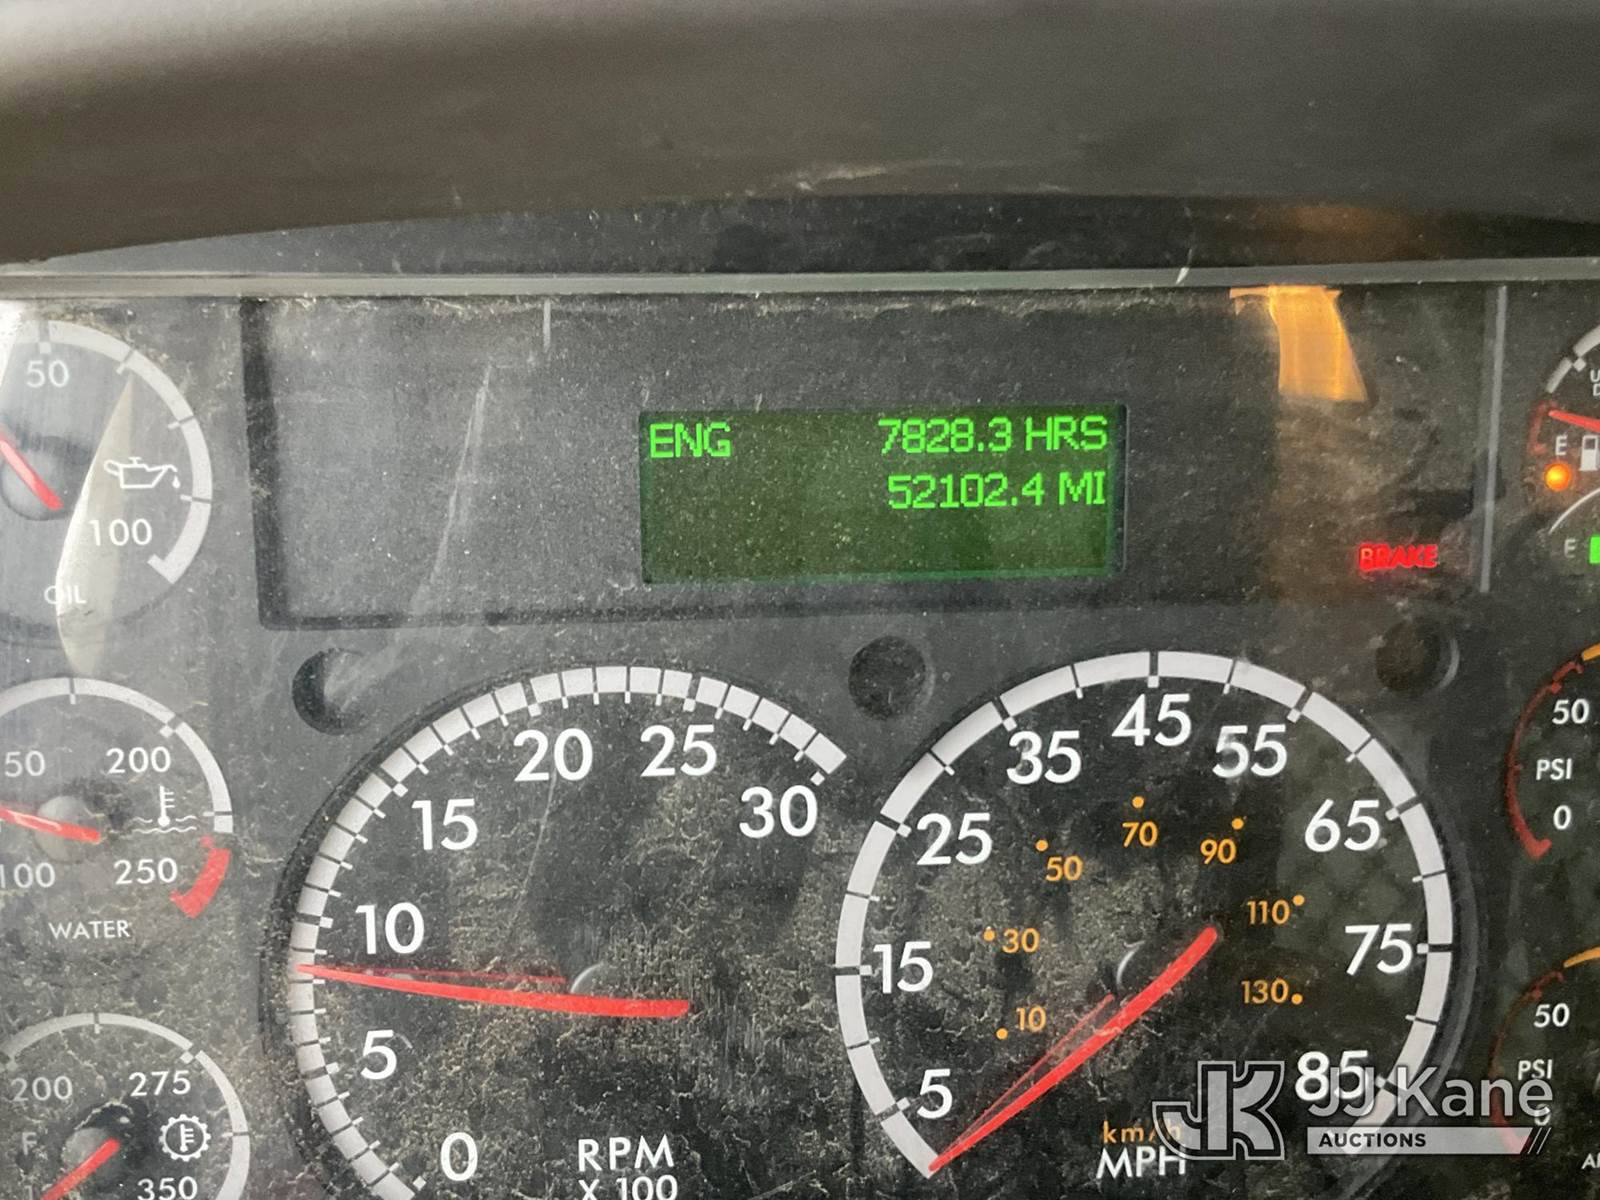 50
100
OIL
ENG 7828.3 HRS
52102.4 MI
BRAKE
E
E
50
PSI
0
50 200
100 250
WATER
200 275
F
350
0 5 10 15 20 25 30
RPM
X 100
5 15 25 35 45 55 65 75 85
10 30 50 70 90 110 130
km/h
MPH
50
PSI
0
JK JJ Kane
AUCTIONS